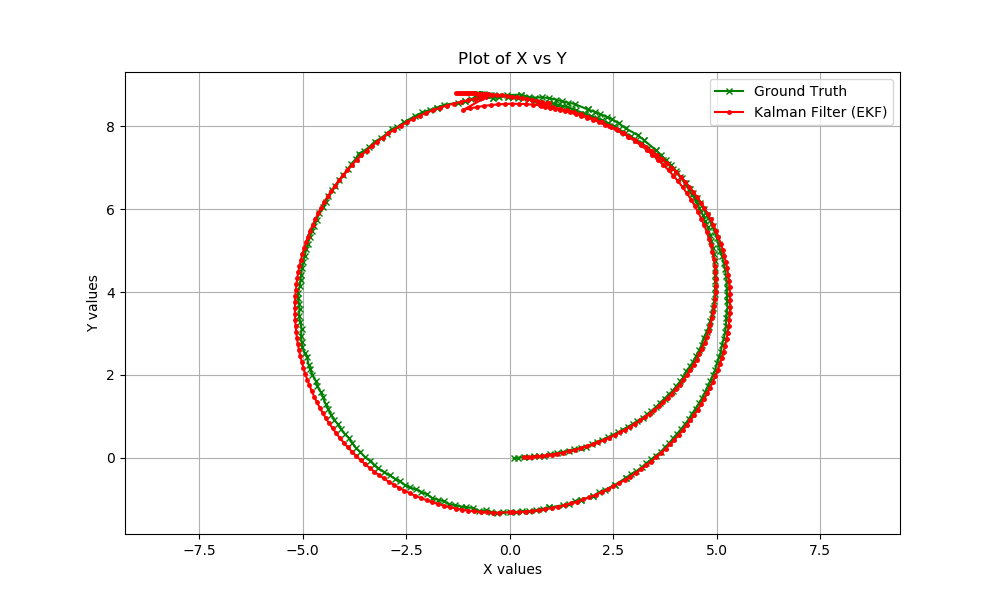 Plot of X vs Y
Ground Truth
Kalman Filter (EKF)
8
6
4
2
0
Y values
−7.5 −5.0 −2.5 0.0 2.5 5.0 7.5
X values